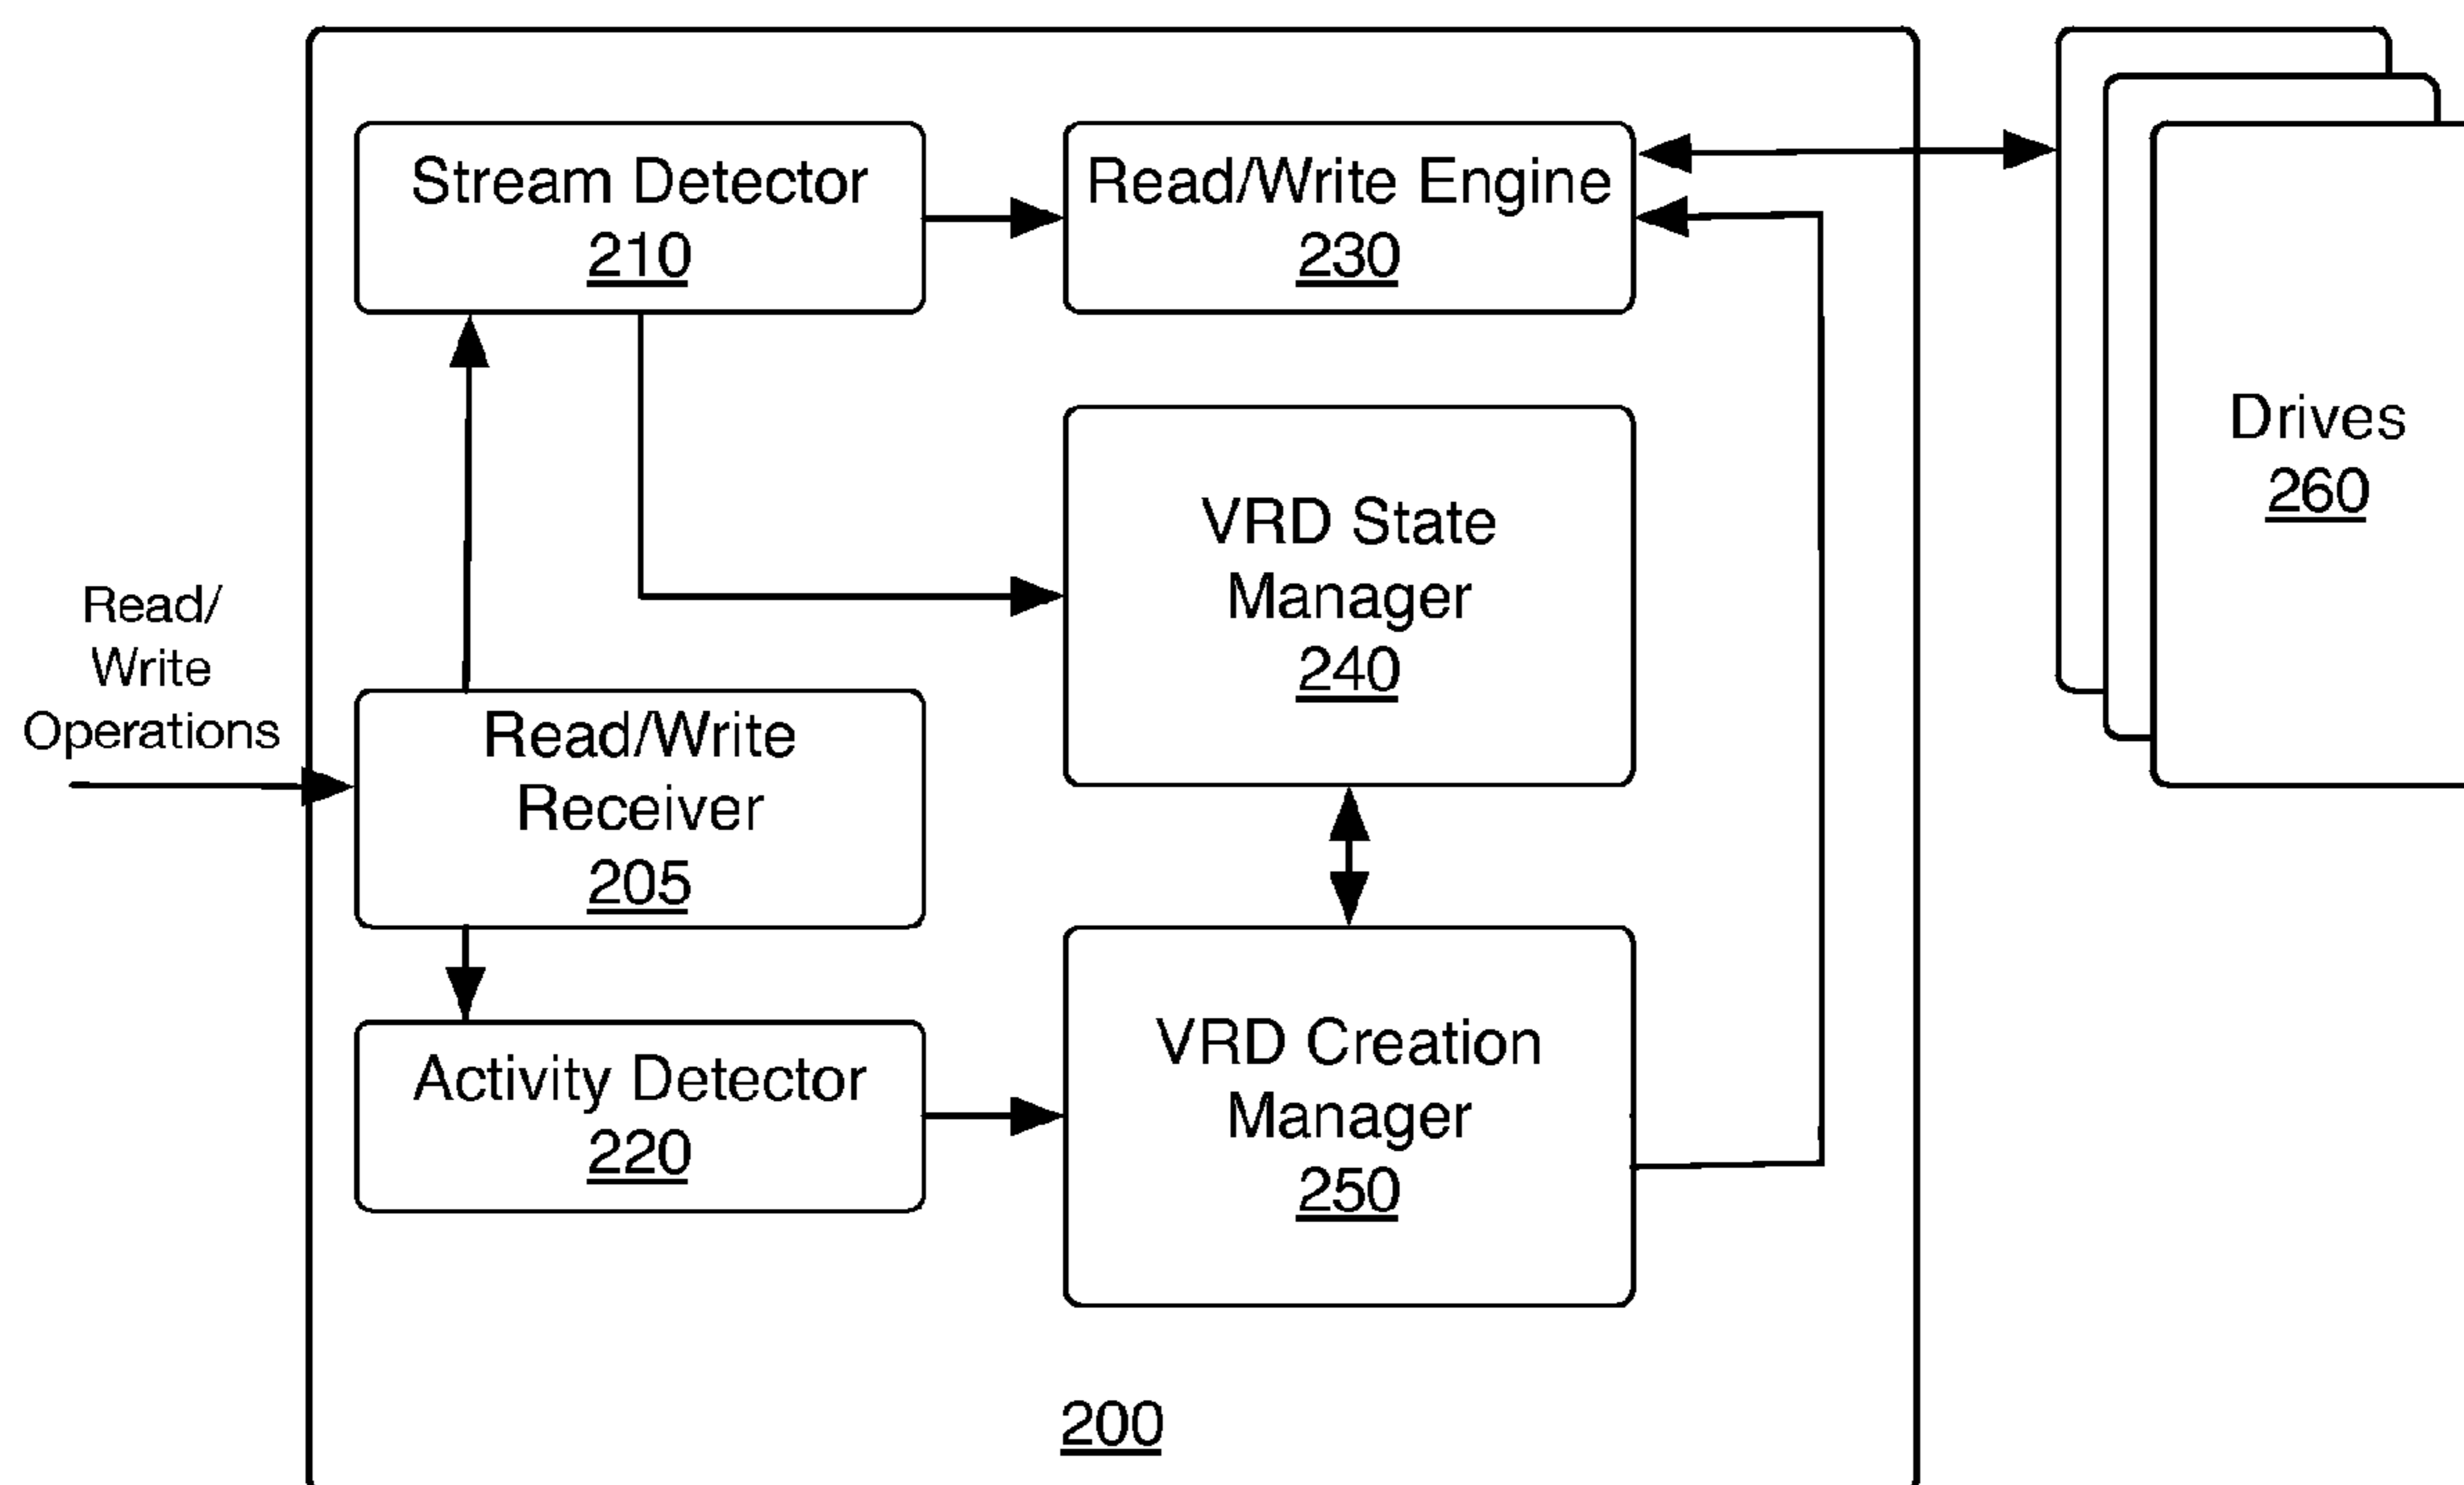 Stream Detector
210
Read/Write Engine
230
Drives
260
VRD State
Manager
240
Read/
Write
Operations
Read/Write
Receiver
205
Activity Detector
220
VRD Creation
Manager
250
200